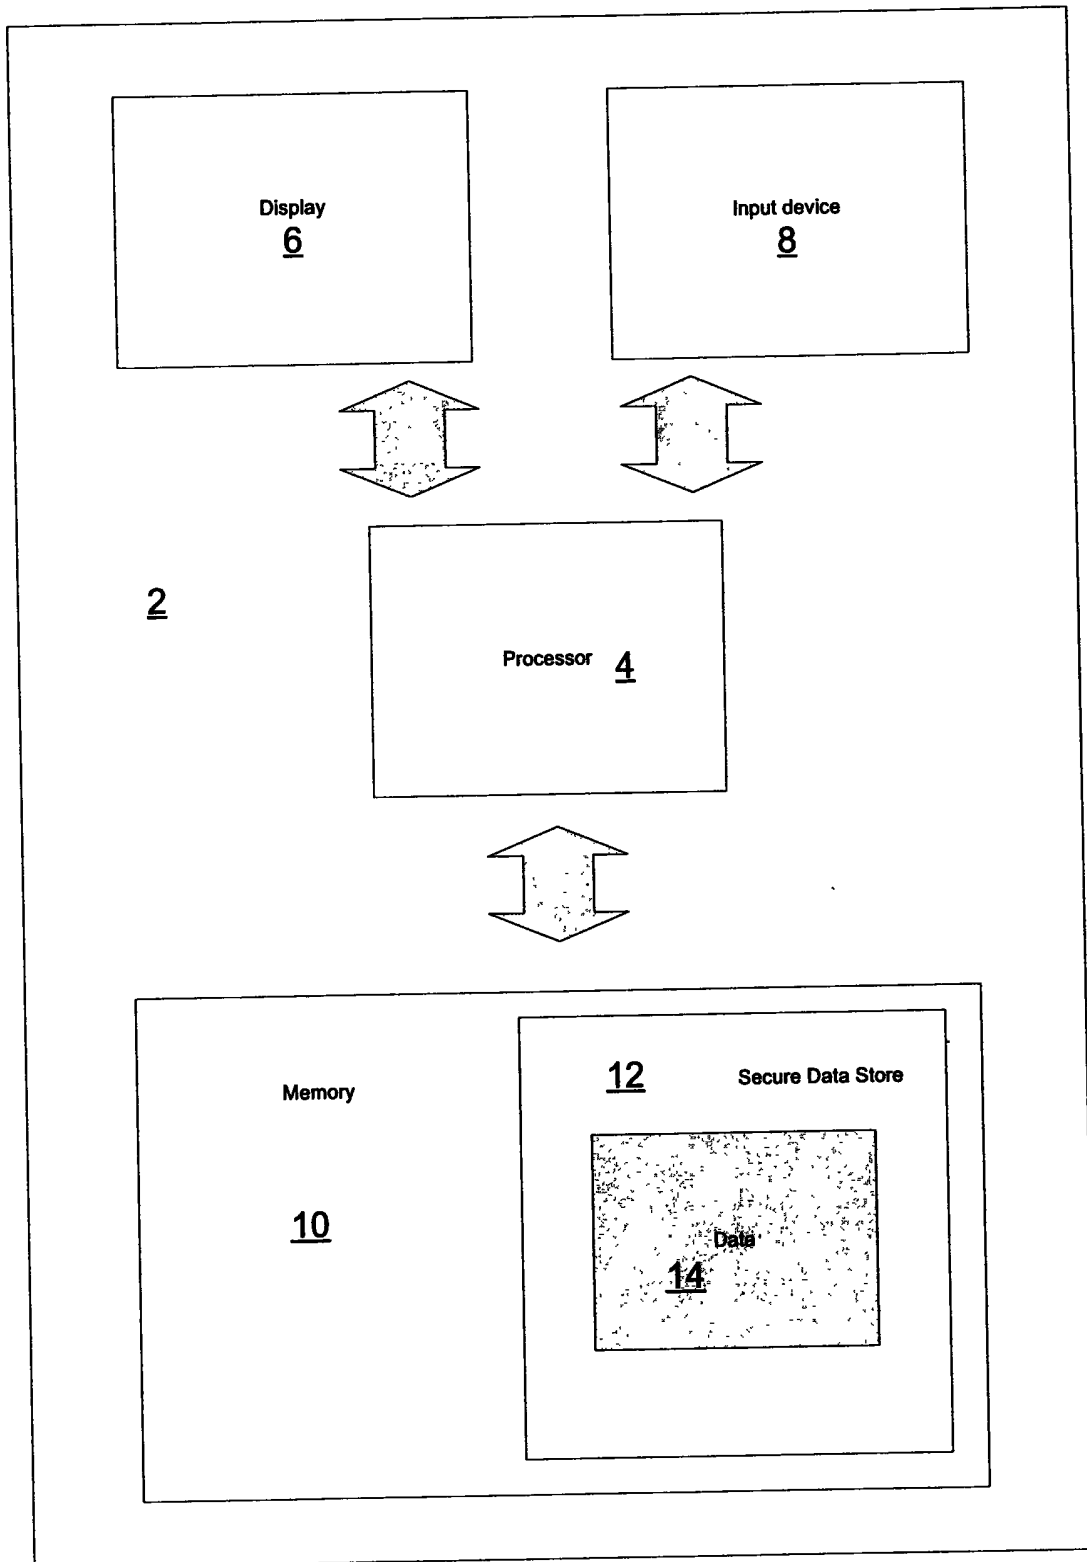 Display
6
Input device
8
2
Processor 4
12 Secure Data Store
Memory
10
Data
14